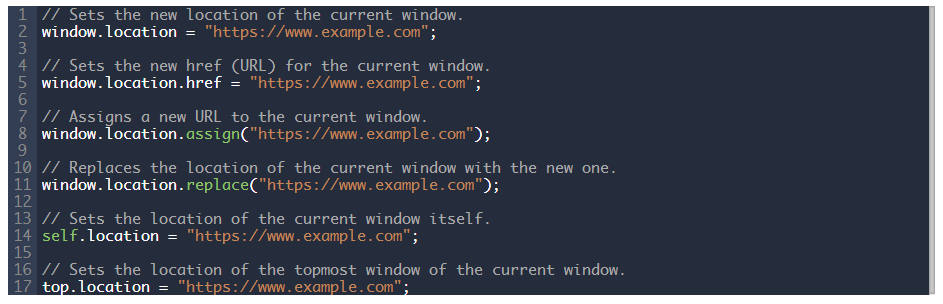 1 // Sets the new location of the current window.
2 window.location = "https://www.example.com";
3
4 // Sets the new href (URL) for the current window.
5 window.location.href = "https://www.example.com";
6
7 // Assigns a new URL to the current window.
8 window.location.assign("https://www.example.com");
9
10 // Replaces the location of the current window with the new one.
11 window.location.replace("https://www.example.com");
12
13 // Sets the location of the current window itself.
14 self.location = "https://www.example.com";
15
16 // Sets the location of the topmost window of the current window.
17 top.location = "https://www.example.com";